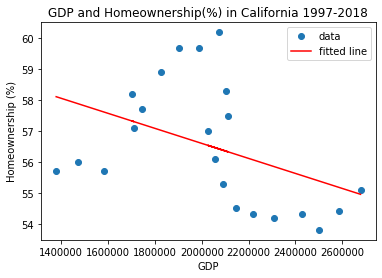 GDP and Homeownership(%) in California 1997-2018
data
fitted line
Homeownership (%)
60
59
58
57
56
55
54
1400000 1600000 1800000 2000000 2200000 2400000 2600000
GDP